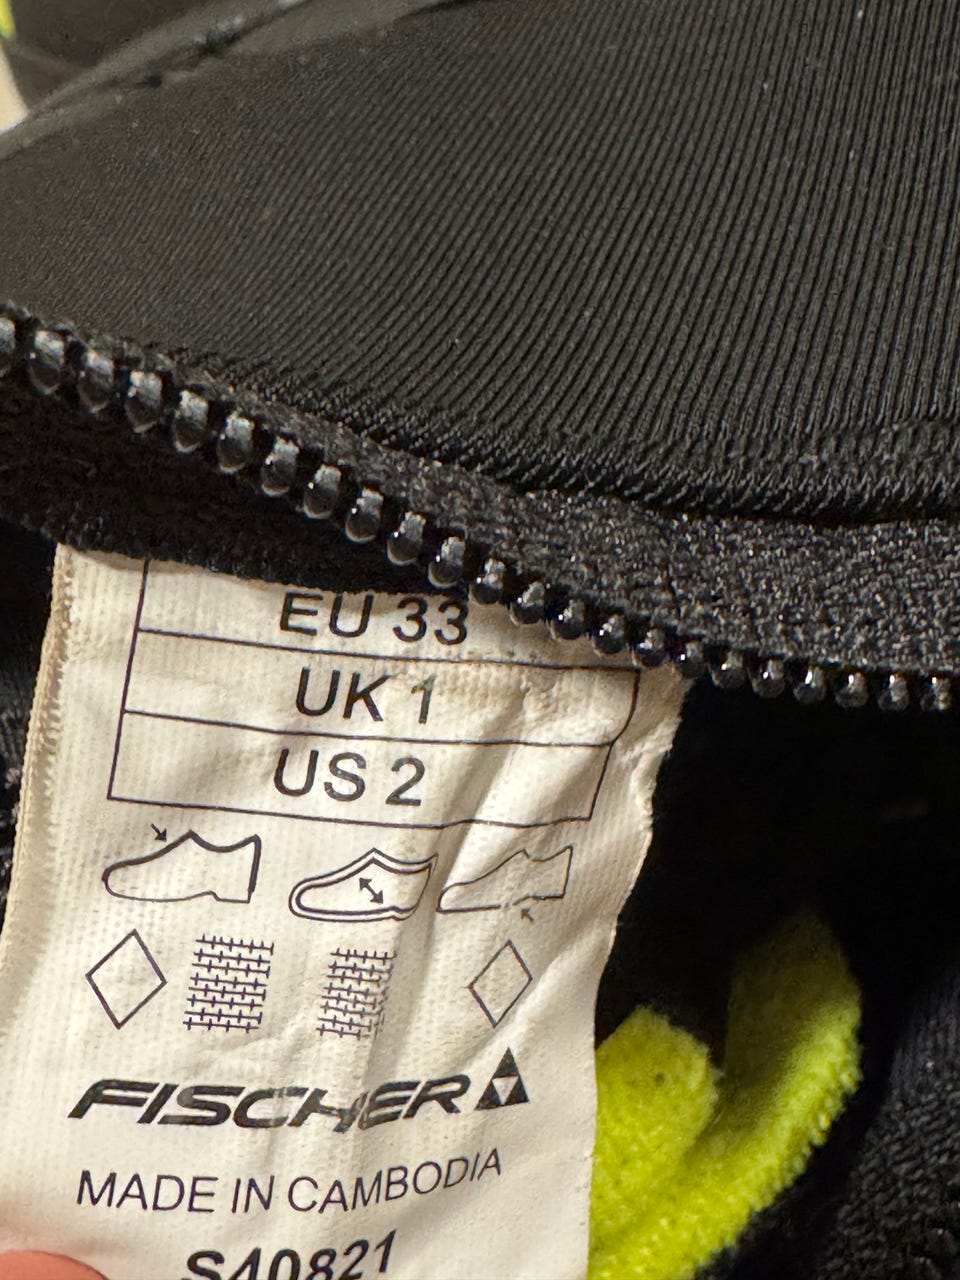 EU 33
UK 1
US 2
FISCHER
MADE IN CAMBODIA
S40821